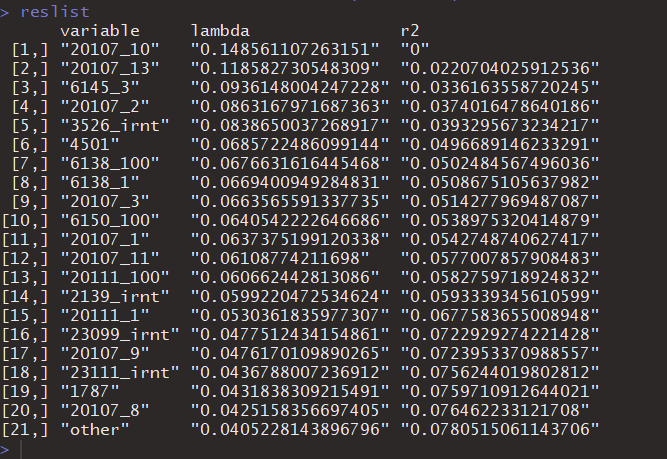 > reslist
variable lambda r2
[1,] "20107_10" "0.148561107263151" "0"
[2,] "20107_13" "0.118582730548309" "0.0220704025912536"
[3,] "6145_3" "0.0936148004247228" "0.0336163558720245"
[4,] "20107_2" "0.0863167971687363" "0.0374016478640186"
[5,] "3526_irnt" "0.0838650037268917" "0.0393295673234217"
[6,] "4501" "0.0685722486099144" "0.0496689146233291"
[7,] "6138_100" "0.0676631616445468" "0.0502484567496036"
[8,] "6138_1" "0.0669400949284831" "0.0508675105637982"
[9,] "20107_3" "0.0663565591337735" "0.0514277969487087"
[10,] "6150_100" "0.0640542222646686" "0.0538975320414879"
[11,] "20107_1" "0.0637375199120338" "0.0542748740627417"
[12,] "20107_11" "0.06108774211698" "0.0577007857908483"
[13,] "20111_100" "0.060662442813086" "0.0582759718924832"
[14,] "2139_irnt" "0.0599220472534624" "0.0593339345610599"
[15,] "20111_1" "0.0530361835977307" "0.0677583655008948"
[16,] "23099_irnt" "0.0477512434154861" "0.0722929274221428"
[17,] "20107_9" "0.0476170109890265" "0.0723953370988557"
[18,] "23111_irnt" "0.0436788007236912" "0.0756244019802812"
[19,] "1787" "0.0431838309215491" "0.0759710912644021"
[20,] "20107_8" "0.0425158356697405" "0.076462233121708"
[21,] "other" "0.0405228143896796" "0.0780515061143706"
>